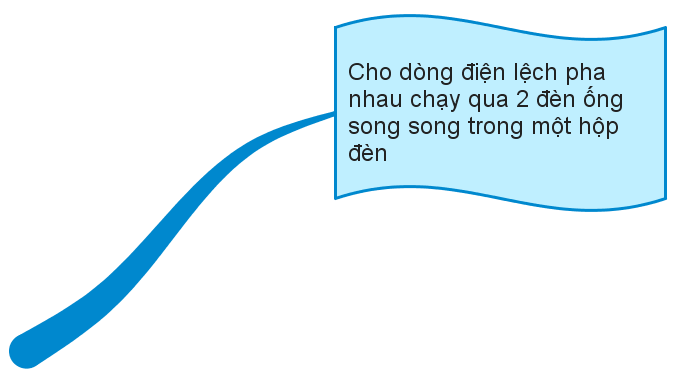 Cho dòng điện lệch pha
nhau chạy qua 2 đèn ống
song song trong một hộp
đèn